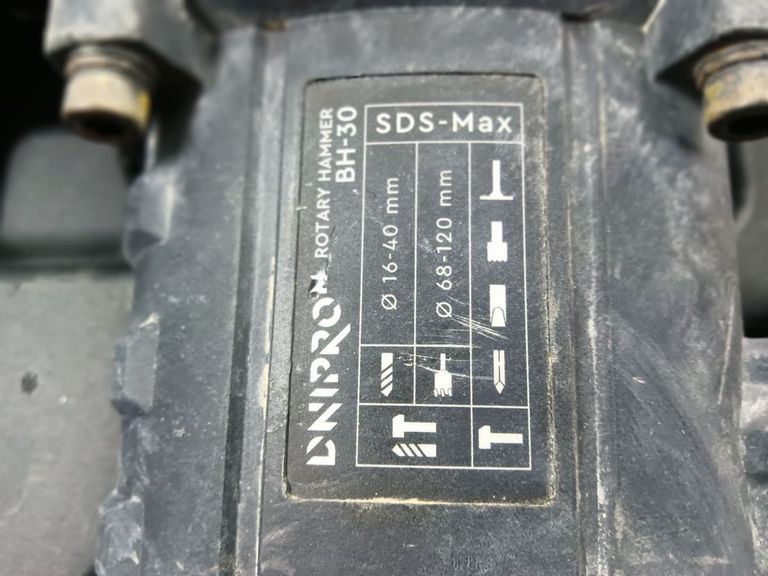 DNIPRO-M
ROTARY HAMMER
BH-30
SDS-Max
Ø 16-40 mm
Ø 68-120 mm